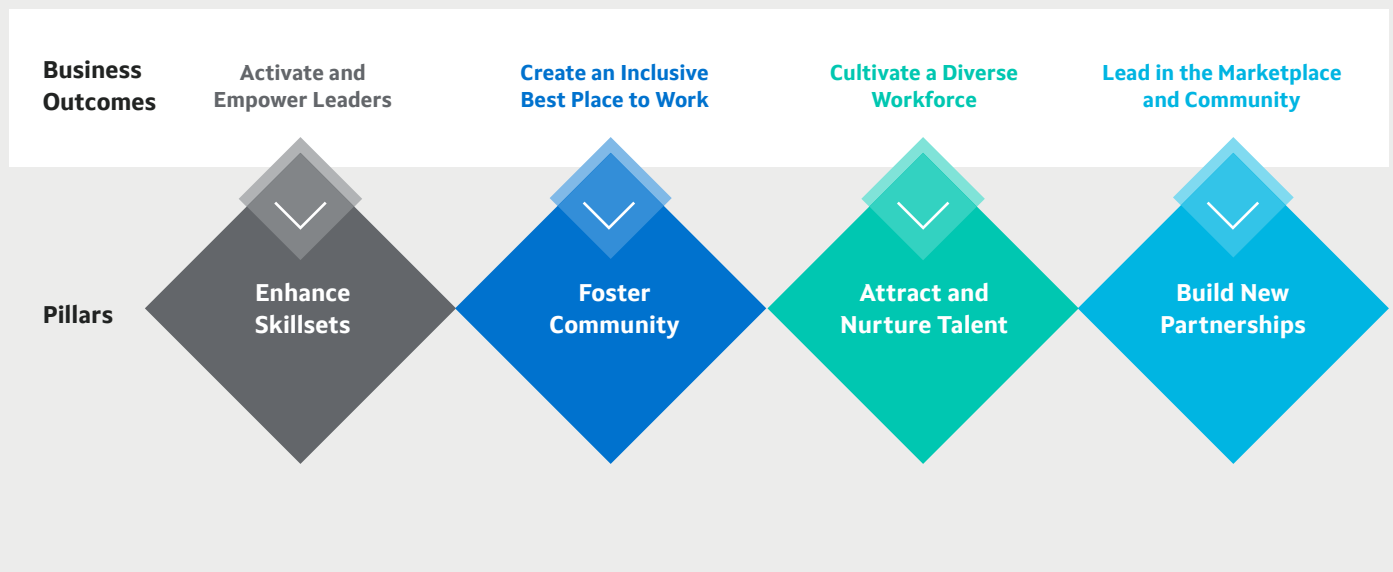 Business
Outcomes
Activate and
Empower Leaders
Create an Inclusive
Best Place to Work
Cultivate a Diverse
Workforce
Lead in the Marketplace
and Community
Pillars
Enhance
Skillsets
Foster
Community
Attract and
Nurture Talent
Build New
Partnerships